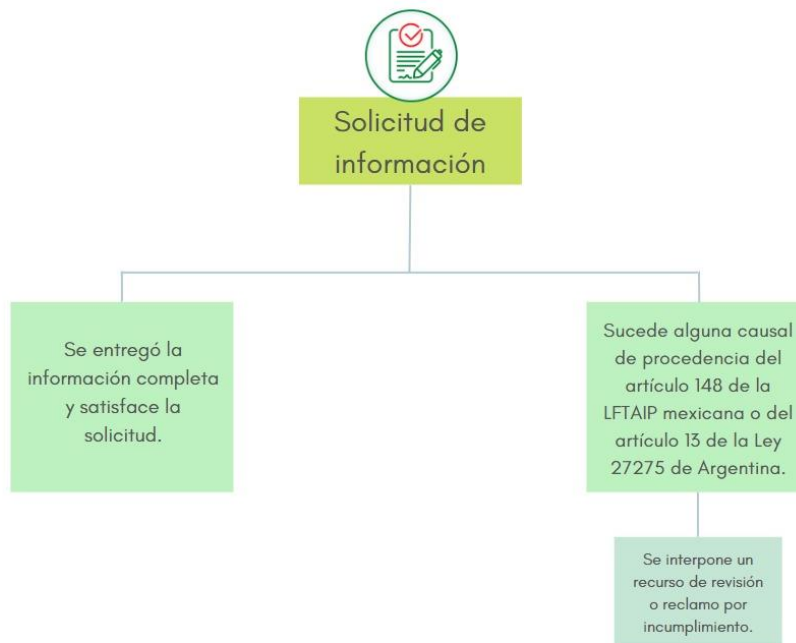 Solicitud de
información
Se entregó la
información completa
y satisface la
solicitud.
Sucede alguna causal
de procedencia del
artículo 148 de la
LFTAIP mexicana o del
artículo 13 de la Ley
27275 de Argentina.
Se interpone un
recurso de revisión
o reclamo por
incumplimiento.